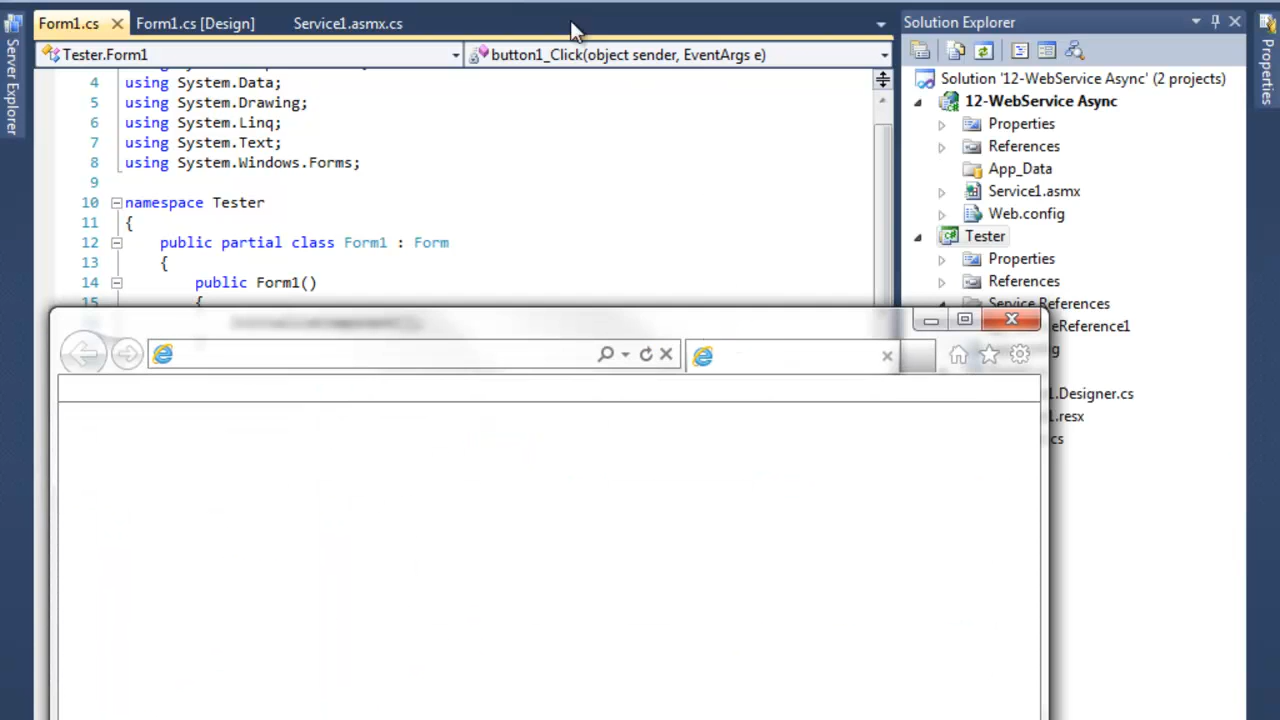 Form1.cs
Form1.cs [Design]
Service1.asmx.cs
Tester.Form1
button1_Click(object sender, EventArgs e)
4 using System.Data;
5 using System.Drawing;
6 using System.Linq;
7 using System.Text;
8 using System.Windows.Forms;
9
10 namespace Tester
11 {
12 public partial class Form1 : Form
13 {
14 public Form1()
15 {
Server Explorer
Solution Explorer
Solution '12-WebService Async' (2 projects)
12-WebService Async
Properties
References
App_Data
Service1.asmx
Web.config
Tester
Properties
References
Service References
eReference1
g
1.Designer.cs
1.resx
cs
Properties